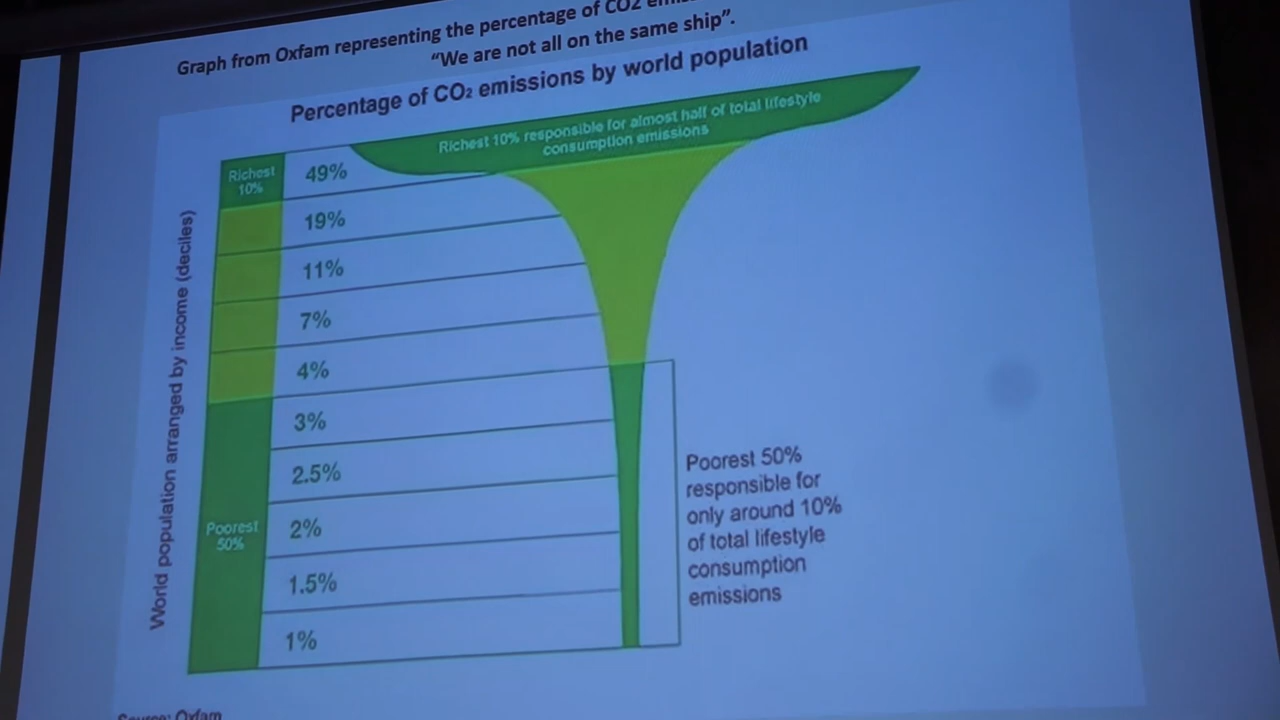 Graph from Oxfam representing the percentage of CO2
"We are not all on the same ship".
Percentage of CO₂ emissions by world population
Richest 10% responsible for almost half of total lifestyle
consumption emissions
Richest
10%
49%
19%
11%
7%
4%
3%
2.5%
2%
1.5%
1%
World population arranged by income (deciles)
Poorest
50%
Poorest 50%
responsible for
only around 10%
of total lifestyle
consumption
emissions
Source: Oxfam